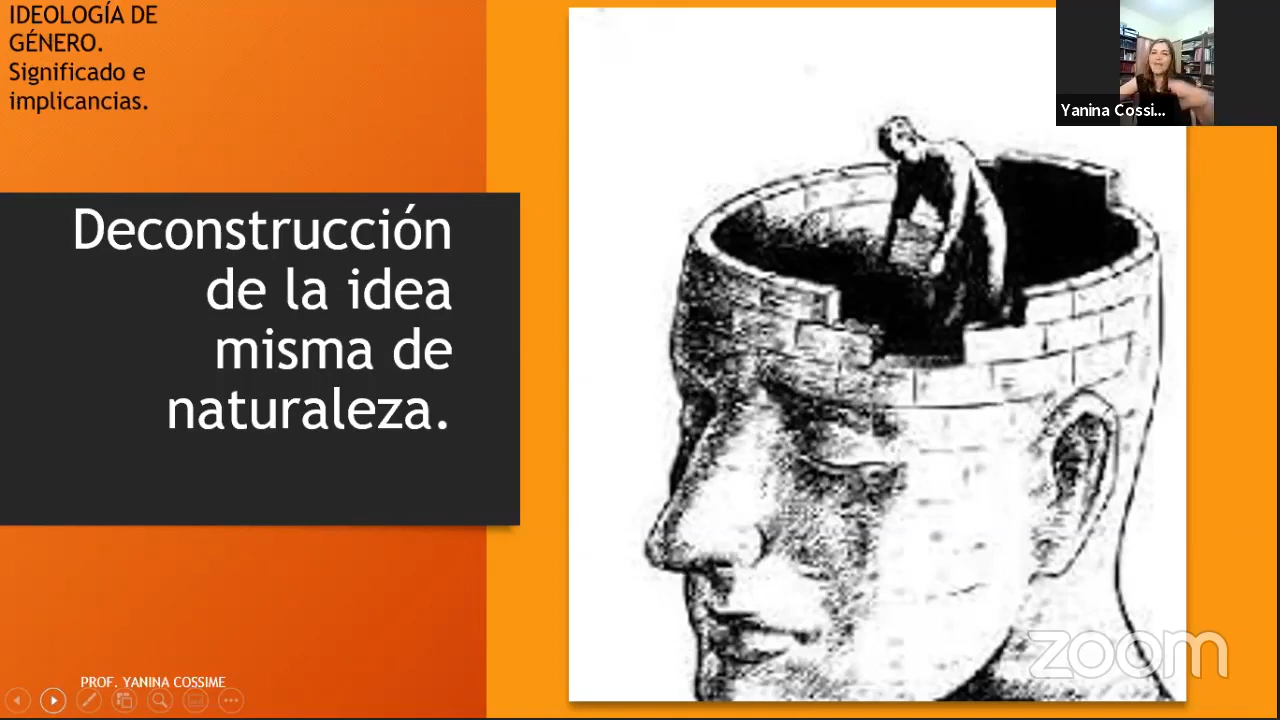 IDEOLOGÍA DE
GÉNERO.
Significado e
implicancias.
Yanina Cossi...
Deconstrucción
de la idea
misma de
naturaleza.
PROF. YANINA COSSIME
zoom